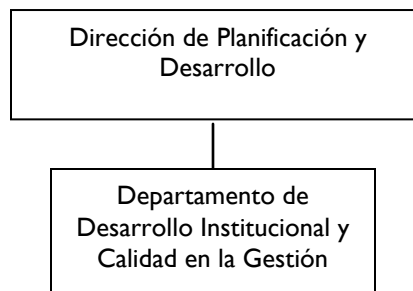 Dirección de Planificación y
Desarrollo
Departamento de
Desarrollo Institucional y
Calidad en la Gestión